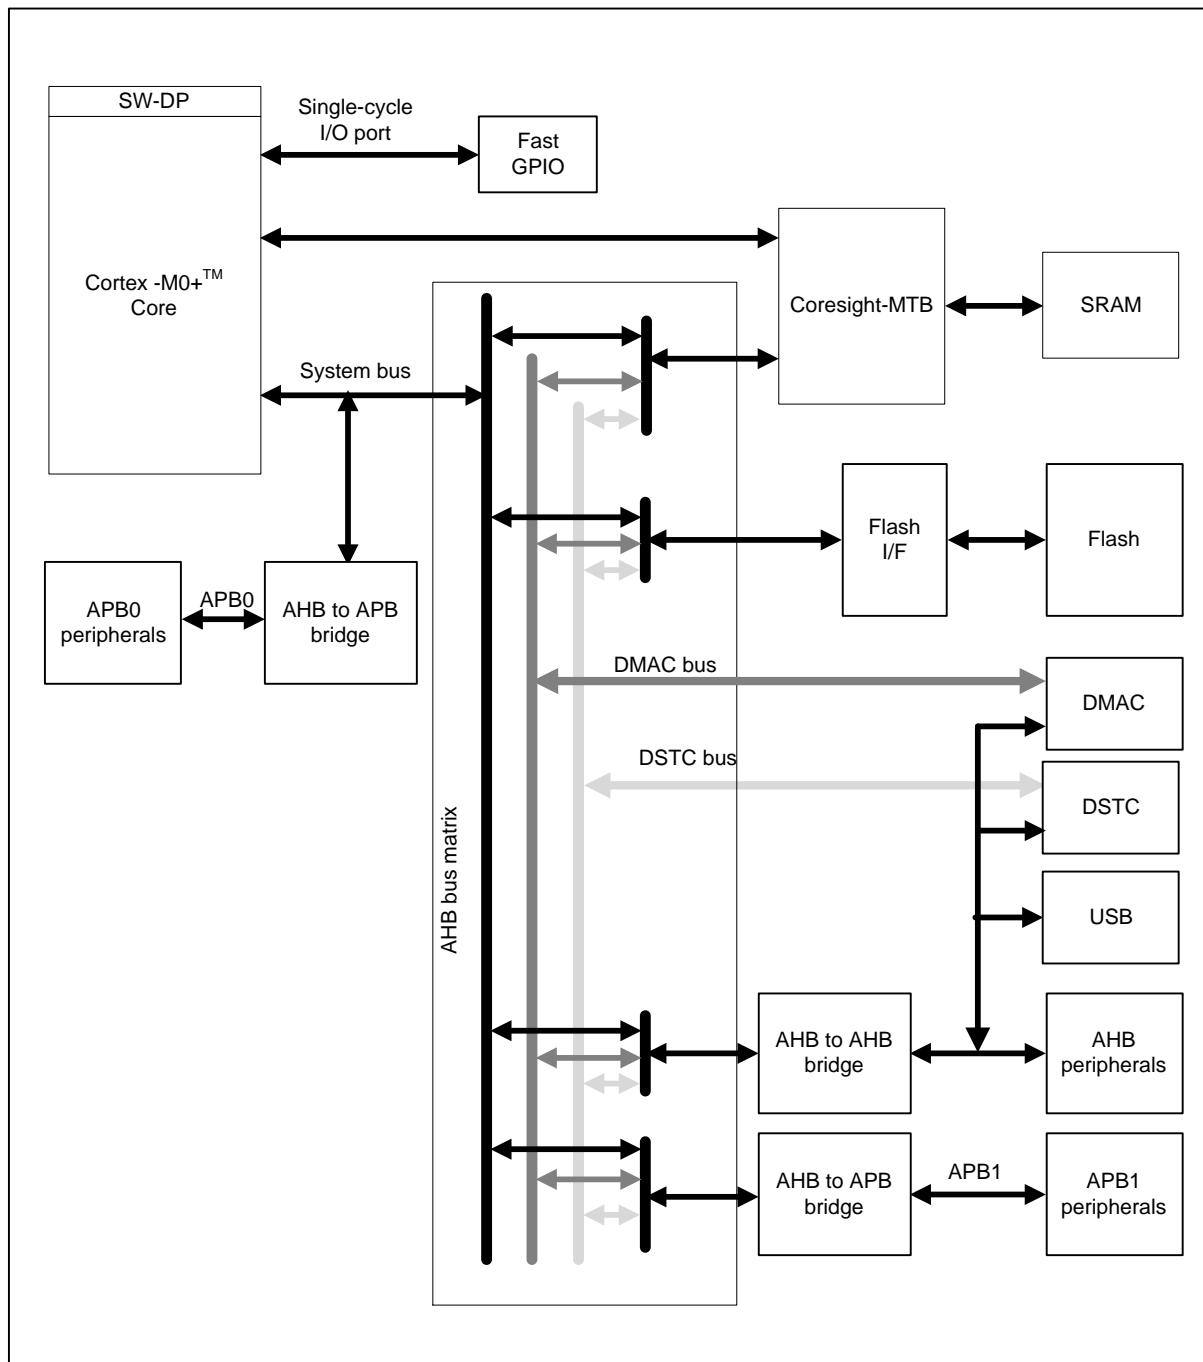 SW-DP
Single-cycle
I/O port
Fast
GPIO
Cortex -M0+TM
Core
Coresight-MTB
SRAM
System bus
Flash
I/F
Flash
APB0
peripherals
APB0
AHB to APB
bridge
DMAC bus
DMAC
DSTC bus
DSTC
AHB bus matrix
USB
AHB to AHB
bridge
AHB
peripherals
AHB to APB
bridge
APB1
APB1
peripherals